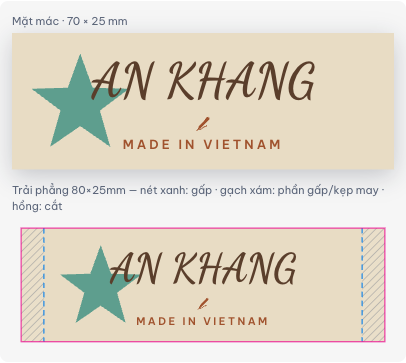 Mặt mác · 70 × 25 mm
AN KHANG
MADE IN VIETNAM
Trải phẳng 80×25mm — nét xanh: gấp · gạch xám: phần gấp/kẹp may ·
hồng: cắt
AN KHANG
MADE IN VIETNAM